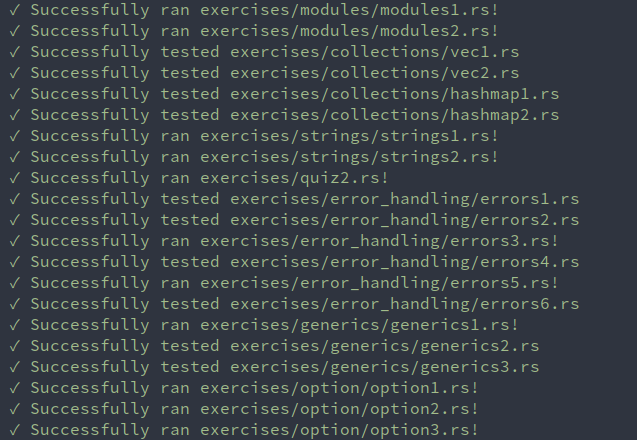 ✓ Successfully ran exercises/modules/modules1.rs!
✓ Successfully ran exercises/modules/modules2.rs!
✓ Successfully tested exercises/collections/vec1.rs
✓ Successfully tested exercises/collections/vec2.rs
✓ Successfully tested exercises/collections/hashmap1.rs
✓ Successfully tested exercises/collections/hashmap2.rs
✓ Successfully ran exercises/strings/strings1.rs!
✓ Successfully ran exercises/strings/strings2.rs!
✓ Successfully ran exercises/quiz2.rs!
✓ Successfully tested exercises/error_handling/errors1.rs
✓ Successfully tested exercises/error_handling/errors2.rs
✓ Successfully ran exercises/error_handling/errors3.rs!
✓ Successfully tested exercises/error_handling/errors4.rs
✓ Successfully ran exercises/error_handling/errors5.rs!
✓ Successfully tested exercises/error_handling/errors6.rs
✓ Successfully ran exercises/generics/generics1.rs!
✓ Successfully tested exercises/generics/generics2.rs
✓ Successfully tested exercises/generics/generics3.rs
✓ Successfully ran exercises/option/option1.rs!
✓ Successfully ran exercises/option/option2.rs!
✓ Successfully ran exercises/option/option3.rs!